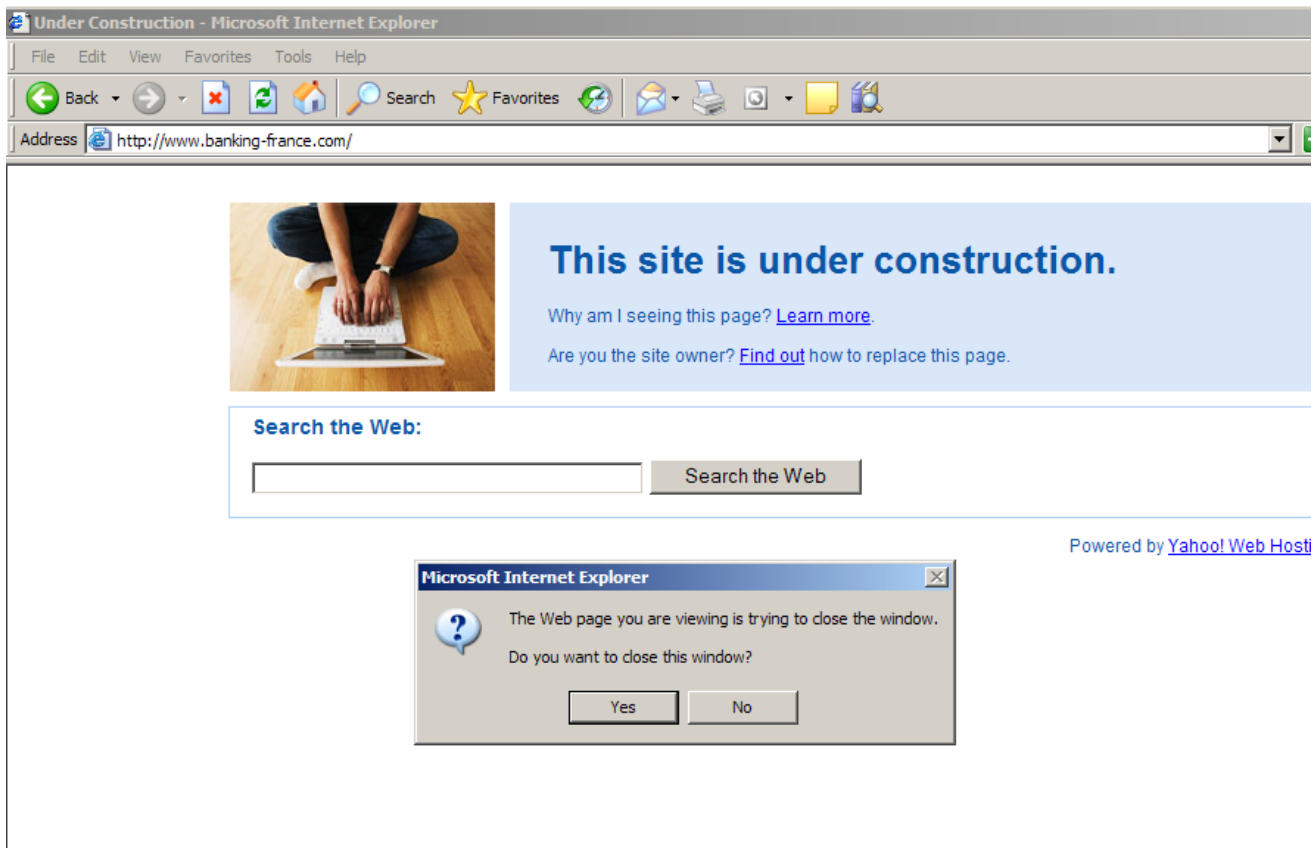 Under Construction - Microsoft Internet Explorer
File Edit View Favorites Tools Help
Back Search Favorites
Address http://www.banking-france.com/
This site is under construction.
Why am I seeing this page? Learn more.
Are you the site owner? Find out how to replace this page.
Search the Web:
Search the Web
Powered by Yahoo! Web Hosti
Microsoft Internet Explorer
The Web page you are viewing is trying to close the window.
Do you want to close this window?
Yes No